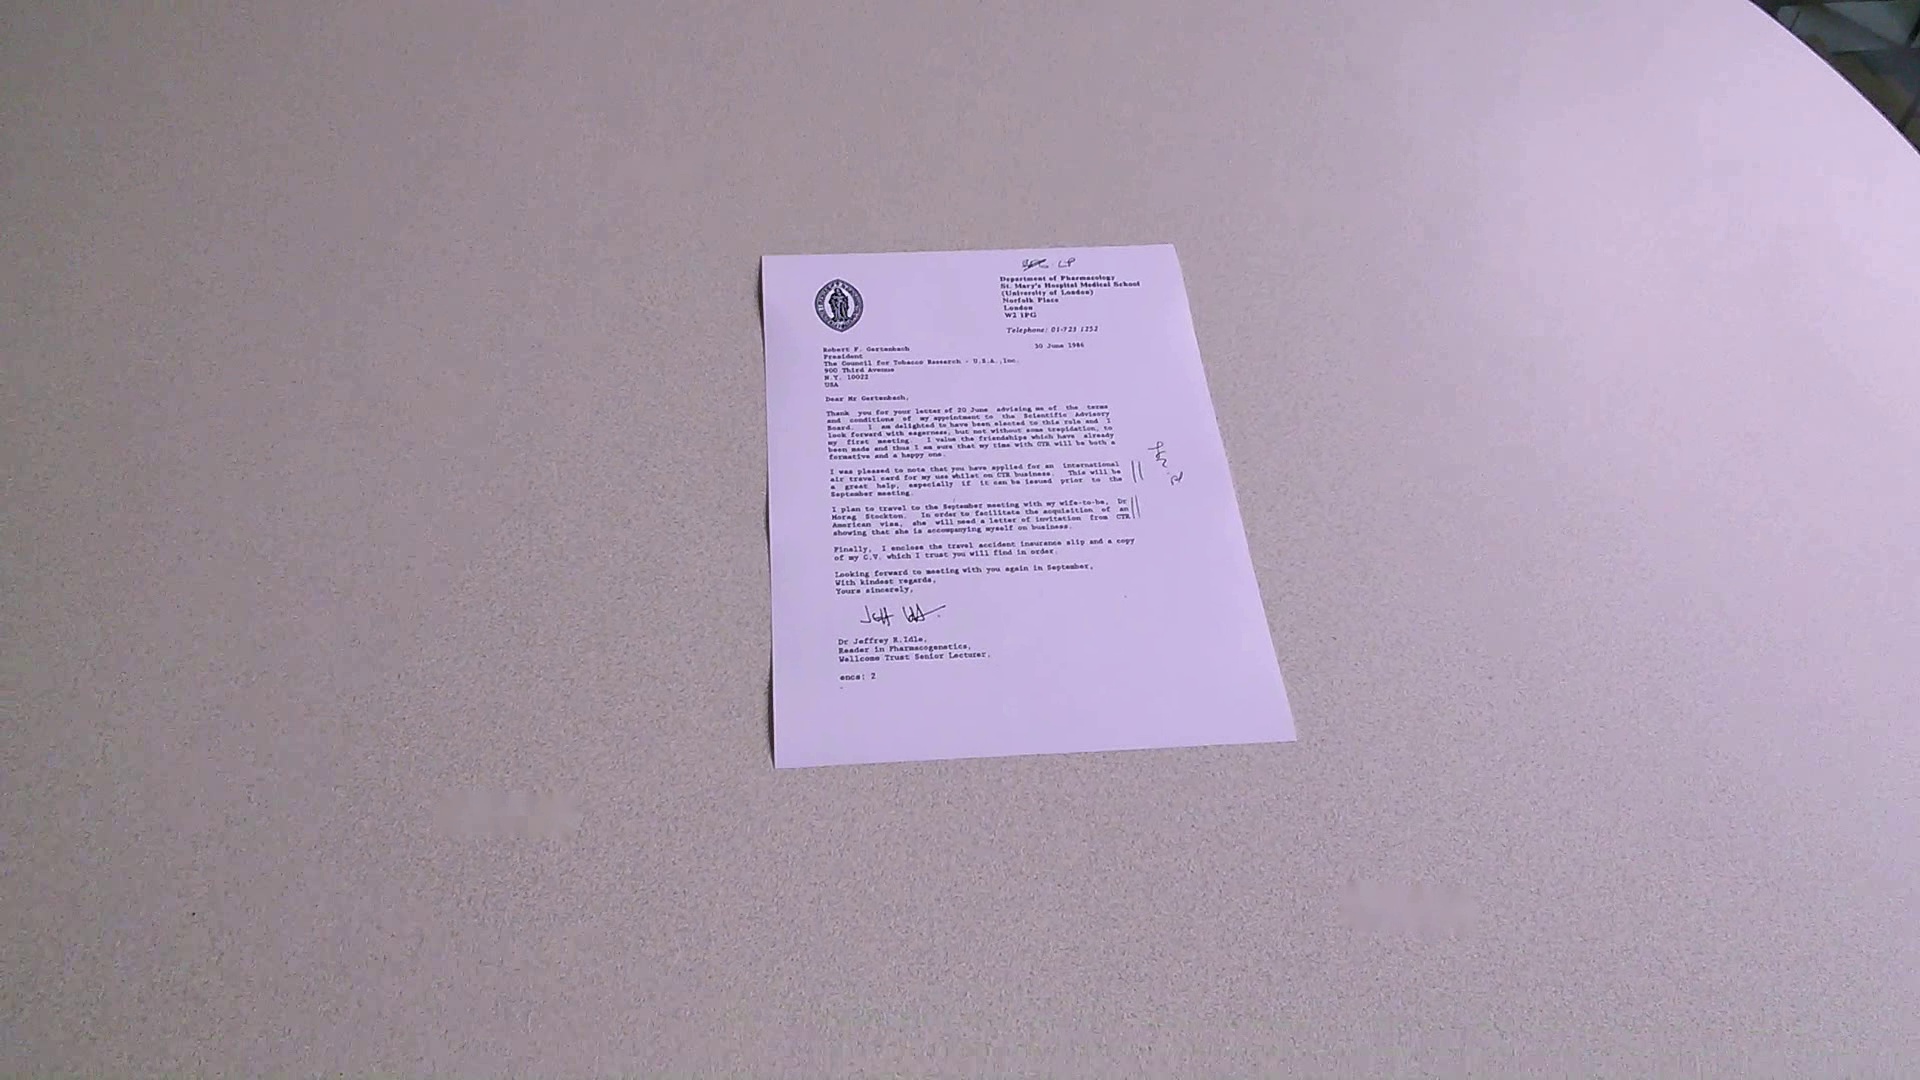 LP
Department of Pharmacology
St. Mary's Hospital Medical School
(University of London)
Norfolk Place
London
W2 1PG
Telephone: 01-723 1252
30 June 1986
Robert F. Gertenbach
President
The Council for Tobacco Research - U.S.A.,Inc.
900 Third Avenue
N.Y. 10022
USA
Dear Mr Gertenbach,
Thank you for your letter of 20 June advising me of the terms
and conditions of my appointment to the Scientific Advisory
Board. I am delighted to have been elected to this role and I
look forward with eagerness, but not without some trepidation, to
my first meeting. I value the friendships which have already
been made and thus I am sure that my time with CTR will be both a
formative and a happy one.
I was pleased to note that you have applied for an international
air travel card for my use whilst on CTR business. This will be
a great help, especially if it can be issued prior to the
September meeting.
I plan to travel to the September meeting with my wife-to-be, Dr
Morag Stockton. In order to facilitate the acquisition of an
American visa, she will need a letter of invitation from CTR
showing that she is accompanying myself on business.
Finally, I enclose the travel accident insurance slip and a copy
of my C.V. which I trust you will find in order.
Looking forward to meeting with you again in September,
With kindest regards,
Yours sincerely,
Dr Jeffrey R.Idle,
Reader in Pharmacogenetics,
Wellcome Trust Senior Lecturer.
encs: 2